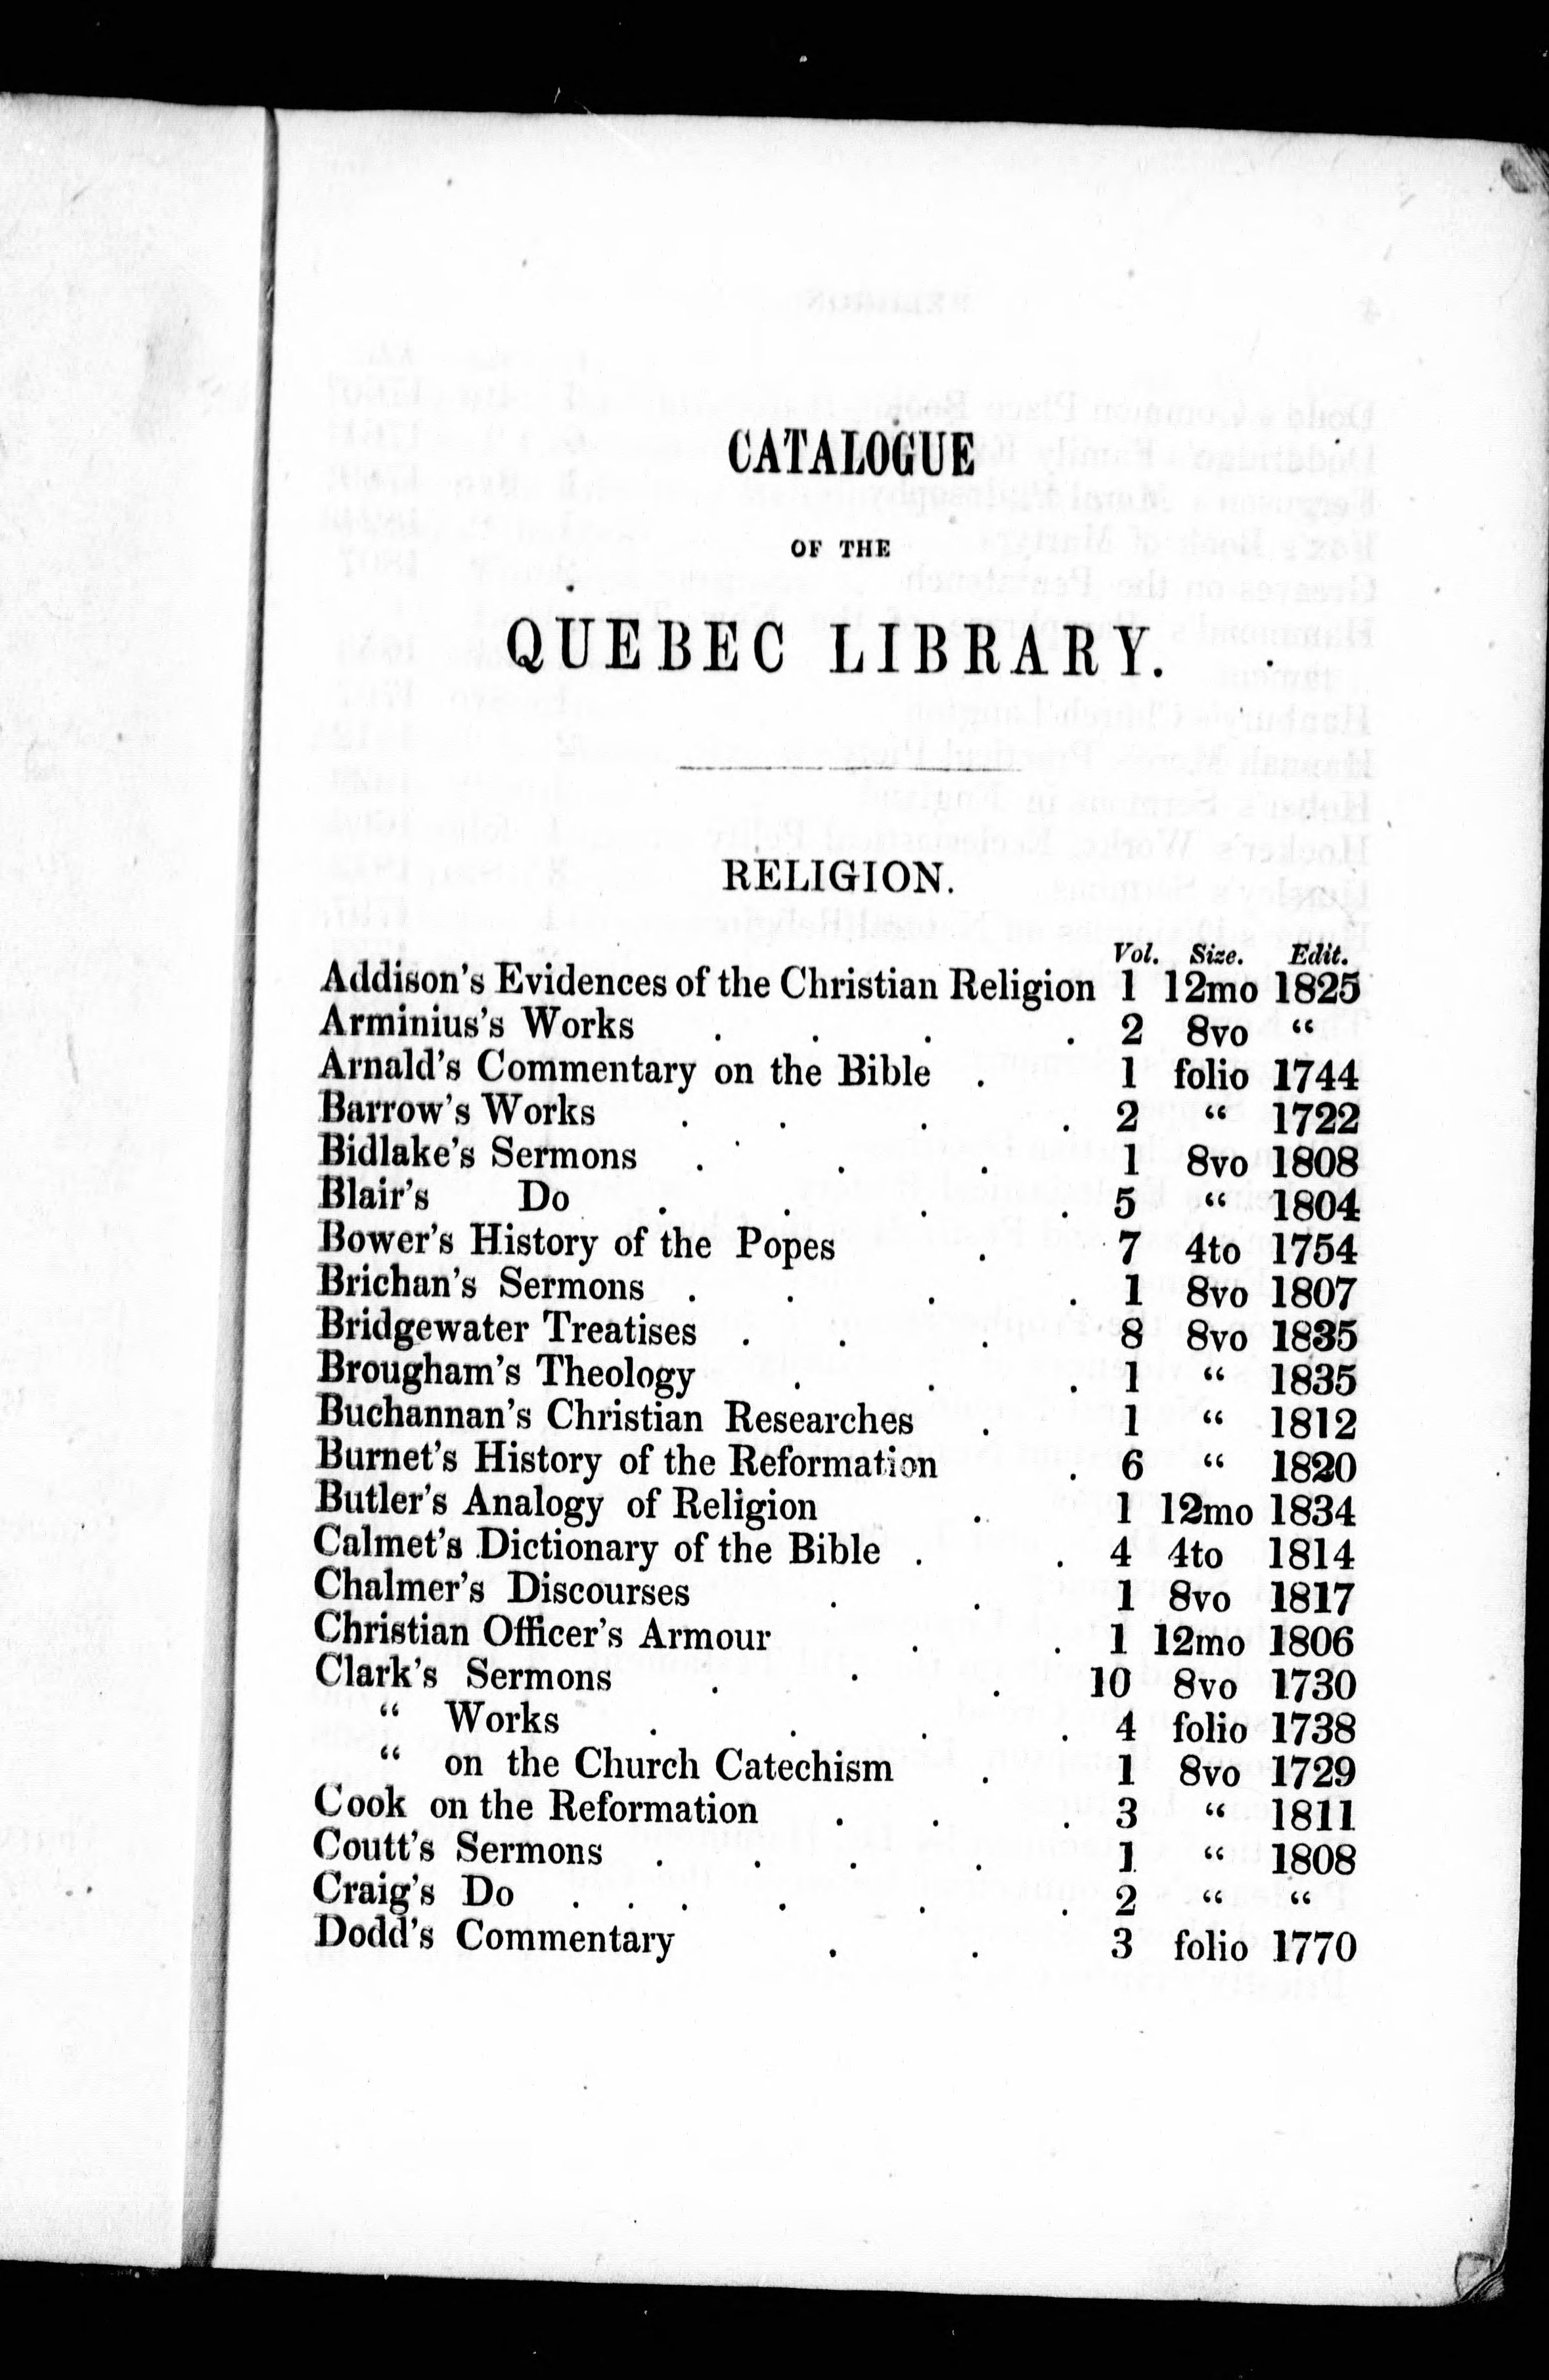 CATALOGUE
OF THE
QUEBEC LIBRARY.
RELIGION.
Vol. Size. Edit.
Addison's Evidences of the Christian Religion 1 12mo 1825
Arminius's Works . . . . 2 8vo “
Arnald's Commentary on the Bible . 1 folio 1744
Barrow's Works . . . . 2 “ 1722
Bidlake's Sermons . . . 1 8vo 1808
Blair's Do . . . . 5 “ 1804
Bower's History of the Popes . 7 4to 1754
Brichan's Sermons . . . . 1 8vo 1807
Bridgewater Treatises . . . 8 8vo 1835
Brougham's Theology . . . 1 “ 1835
Buchannan's Christian Researches . 1 “ 1812
Burnet's History of the Reformation . 6 “ 1820
Butler's Analogy of Religion . 1 12mo 1834
Calmet's Dictionary of the Bible . . 4 4to 1814
Chalmer's Discourses . . 1 8vo 1817
Christian Officer's Armour . . 1 12mo 1806
Clark's Sermons . . . 10 8vo 1730
“ Works . . . . 4 folio 1738
“ on the Church Catechism . 1 8vo 1729
Cook on the Reformation . . . 3 “ 1811
Coutt's Sermons . . . . 1 “ 1808
Craig's Do . . . . . . 2 “ “
Dodd's Commentary . . 3 folio 1770